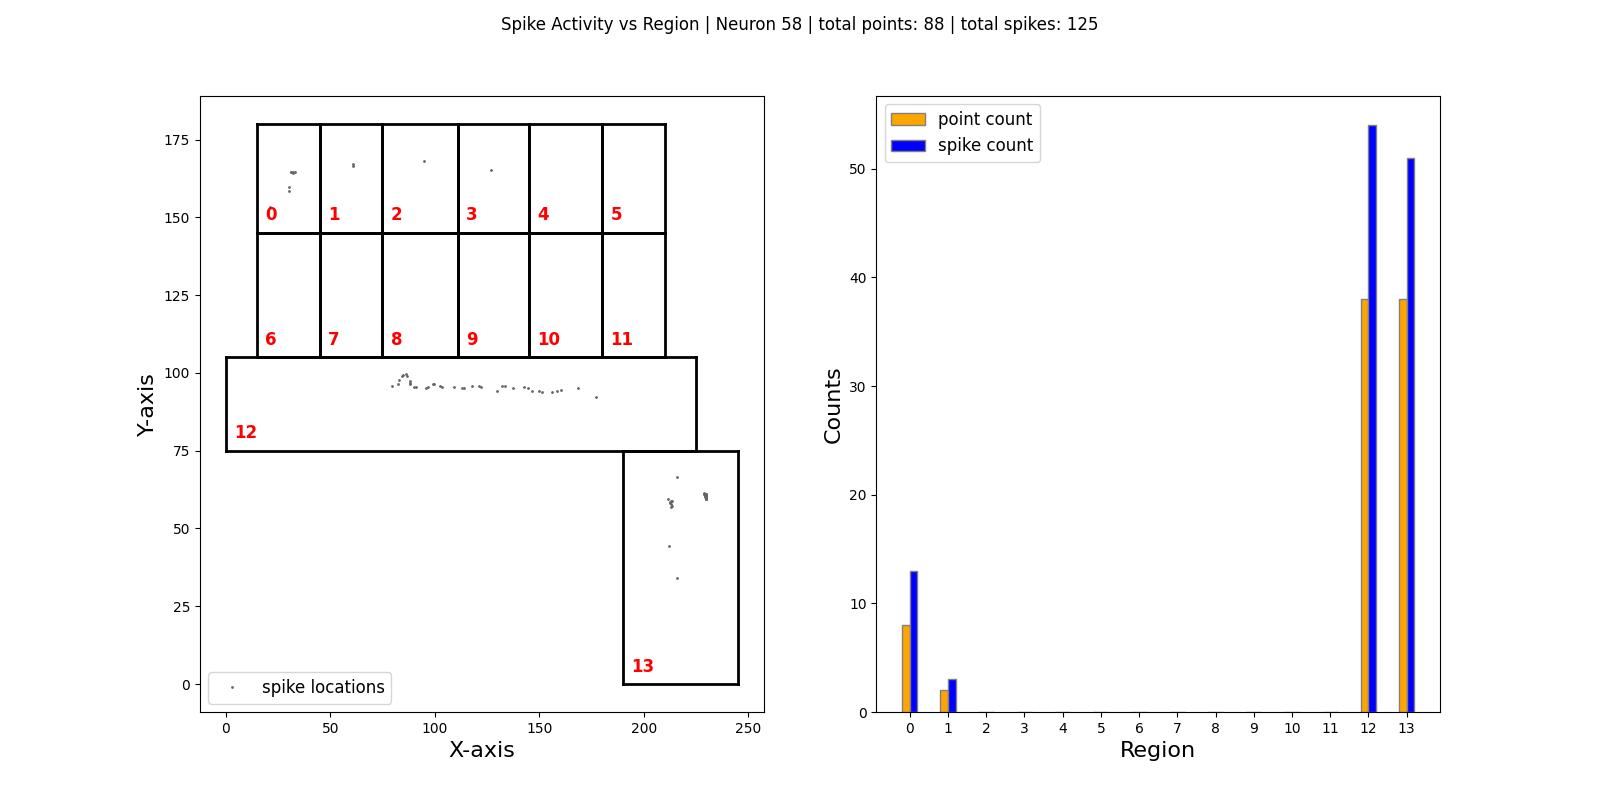 Spike Activity vs Region | Neuron 58 | total points: 88 | total spikes: 125
175
150
125
100
75
50
25
0
Y-axis
0 1 2 3 4 5
6 7 8 9 10 11
12
13
spike locations
0 50 100 150 200 250
X-axis
point count
spike count
50
40
30
20
10
0
Counts
0 1 2 3 4 5 6 7 8 9 10 11 12 13
Region